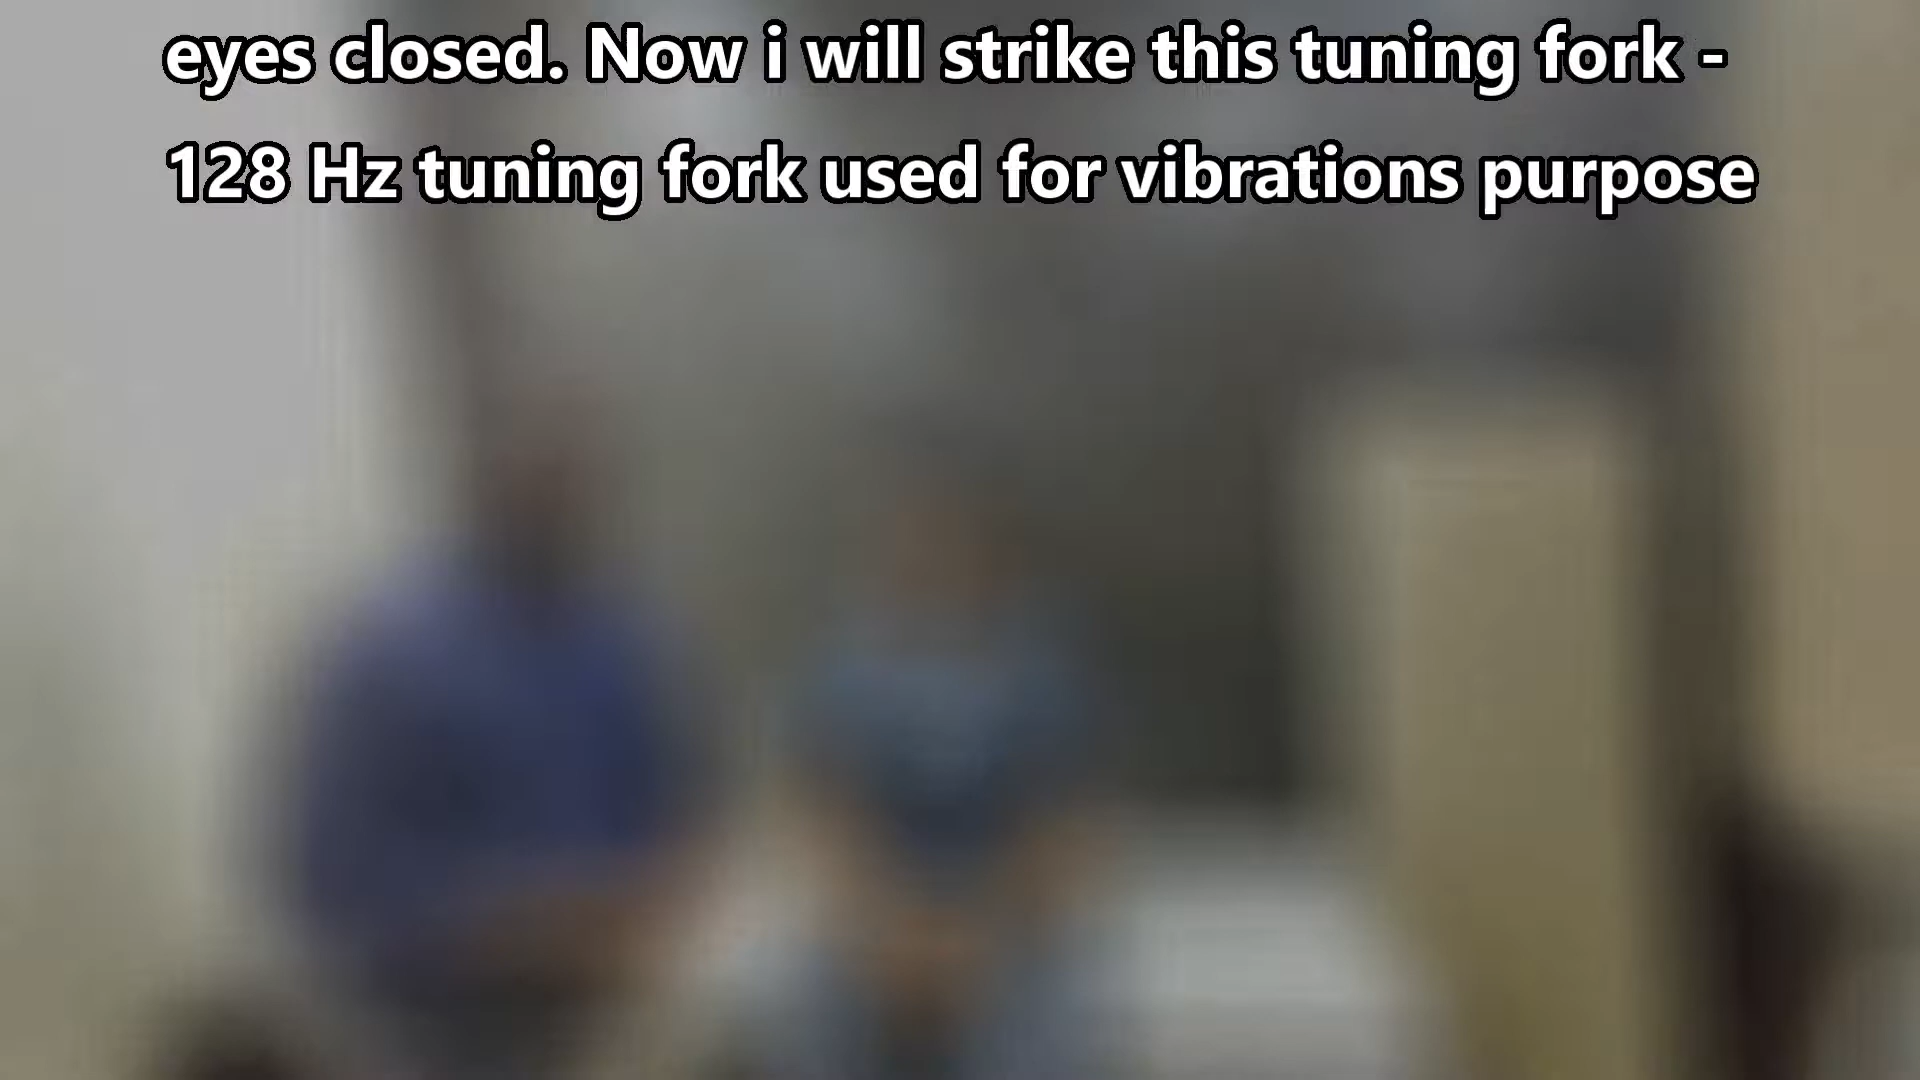 eyes closed. Now i will strike this tuning fork -
128 Hz tuning fork used for vibrations purpose